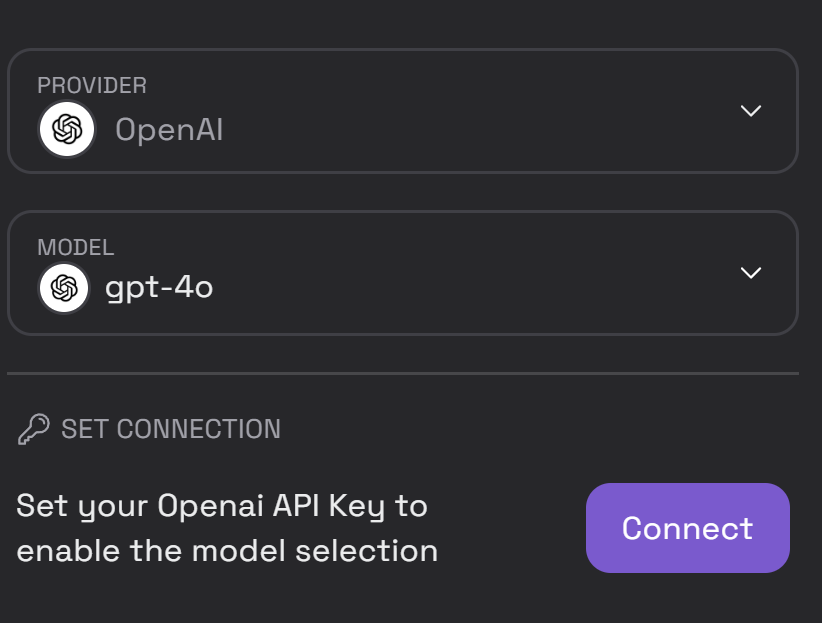 PROVIDER
OpenAI
MODEL
gpt-4o
SET CONNECTION
Set your Openai API Key to
enable the model selection
Connect